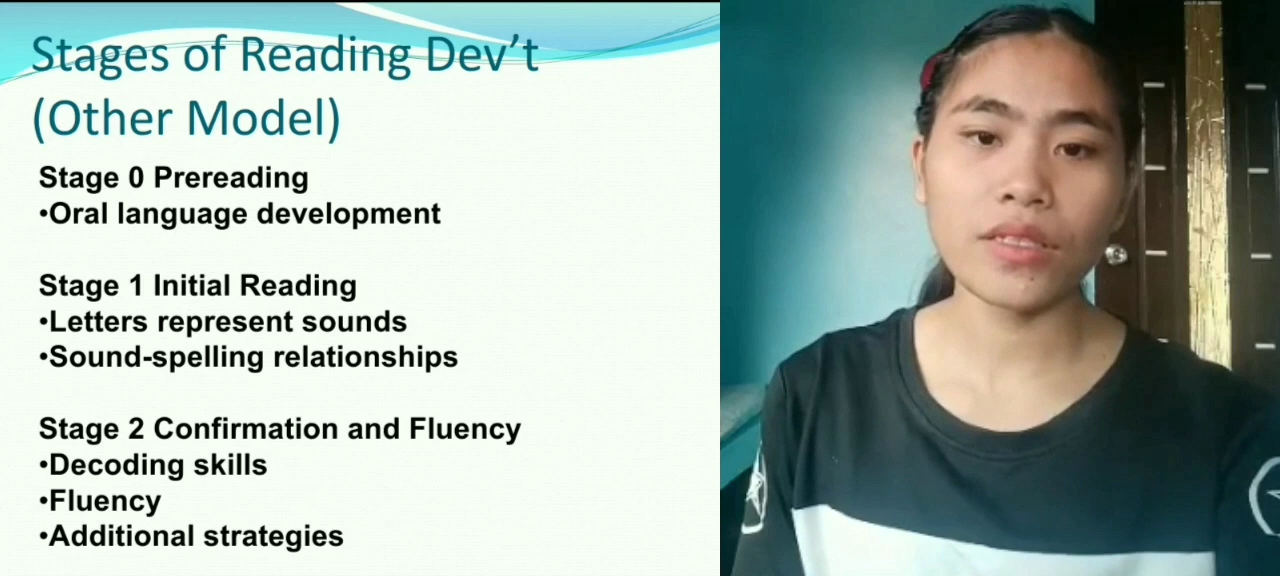 Stages of Reading Dev't
(Other Model)
Stage 0 Prereading
•Oral language development
Stage 1 Initial Reading
•Letters represent sounds
•Sound-spelling relationships
Stage 2 Confirmation and Fluency
•Decoding skills
•Fluency
•Additional strategies